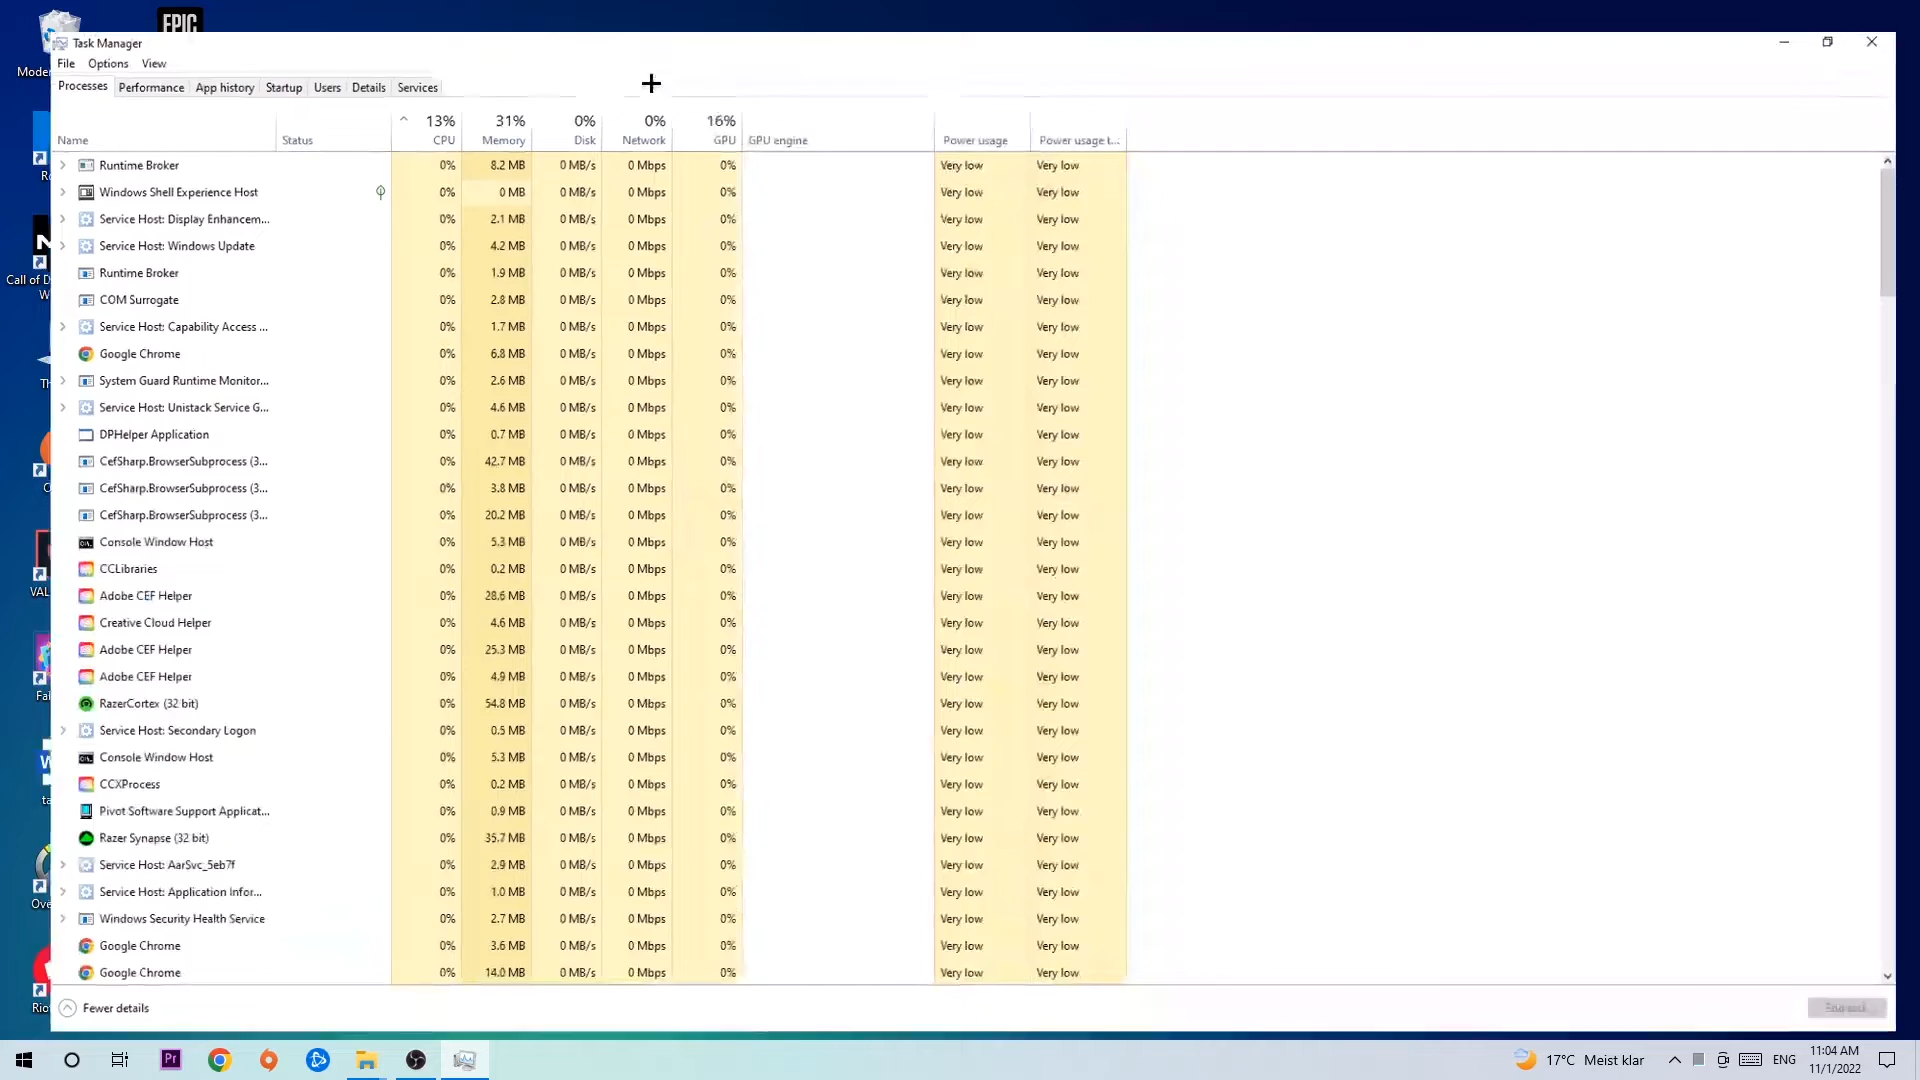 EPIC
Task Manager
File Options View
Processes Performance App history Startup Users Details Services
13% 31% 0% 0% 16%
Name Status CPU Memory Disk Network GPU GPU engine Power usage Power usage t...
Runtime Broker 0% 8.2 MB 0 MB/s 0 Mbps 0% Very low Very low
Windows Shell Experience Host 0% 0 MB 0 MB/s 0 Mbps 0% Very low Very low
Service Host: Display Enhancem... 0% 2.1 MB 0 MB/s 0 Mbps 0% Very low Very low
Service Host: Windows Update 0% 4.2 MB 0 MB/s 0 Mbps 0% Very low Very low
Runtime Broker 0% 1.9 MB 0 MB/s 0 Mbps 0% Very low Very low
COM Surrogate 0% 2.8 MB 0 MB/s 0 Mbps 0% Very low Very low
Service Host: Capability Access ... 0% 1.7 MB 0 MB/s 0 Mbps 0% Very low Very low
Google Chrome 0% 6.8 MB 0 MB/s 0 Mbps 0% Very low Very low
System Guard Runtime Monitor... 0% 2.6 MB 0 MB/s 0 Mbps 0% Very low Very low
Service Host: Unistack Service G... 0% 4.6 MB 0 MB/s 0 Mbps 0% Very low Very low
DPHelper Application 0% 0.7 MB 0 MB/s 0 Mbps 0% Very low Very low
CefSharp.BrowserSubprocess (3... 0% 42.7 MB 0 MB/s 0 Mbps 0% Very low Very low
CefSharp.BrowserSubprocess (3... 0% 3.8 MB 0 MB/s 0 Mbps 0% Very low Very low
CefSharp.BrowserSubprocess (3... 0% 20.2 MB 0 MB/s 0 Mbps 0% Very low Very low
Console Window Host 0% 5.3 MB 0 MB/s 0 Mbps 0% Very low Very low
CCLibraries 0% 0.2 MB 0 MB/s 0 Mbps 0% Very low Very low
Adobe CEF Helper 0% 28.6 MB 0 MB/s 0 Mbps 0% Very low Very low
Creative Cloud Helper 0% 4.6 MB 0 MB/s 0 Mbps 0% Very low Very low
Adobe CEF Helper 0% 25.3 MB 0 MB/s 0 Mbps 0% Very low Very low
Adobe CEF Helper 0% 4.9 MB 0 MB/s 0 Mbps 0% Very low Very low
RazerCortex (32 bit) 0% 54.8 MB 0 MB/s 0 Mbps 0% Very low Very low
Service Host: Secondary Logon 0% 0.5 MB 0 MB/s 0 Mbps 0% Very low Very low
Console Window Host 0% 5.3 MB 0 MB/s 0 Mbps 0% Very low Very low
CCXProcess 0% 0.2 MB 0 MB/s 0 Mbps 0% Very low Very low
Pivot Software Support Applicat... 0% 0.9 MB 0 MB/s 0 Mbps 0% Very low Very low
Razer Synapse (32 bit) 0% 35.7 MB 0 MB/s 0 Mbps 0% Very low Very low
Service Host: AarSvc_5eb7f 0% 2.9 MB 0 MB/s 0 Mbps 0% Very low Very low
Service Host: Application Infor... 0% 1.0 MB 0 MB/s 0 Mbps 0% Very low Very low
Windows Security Health Service 0% 2.7 MB 0 MB/s 0 Mbps 0% Very low Very low
Google Chrome 0% 3.6 MB 0 MB/s 0 Mbps 0% Very low Very low
Google Chrome 0% 14.0 MB 0 MB/s 0 Mbps 0% Very low Very low
Fewer details
Moder
Ro
Call of D
W
Th
VAL
Fal
ta
Ove
Riot
Pr
17°C Meist klar ENG 11:04 AM
11/1/2022